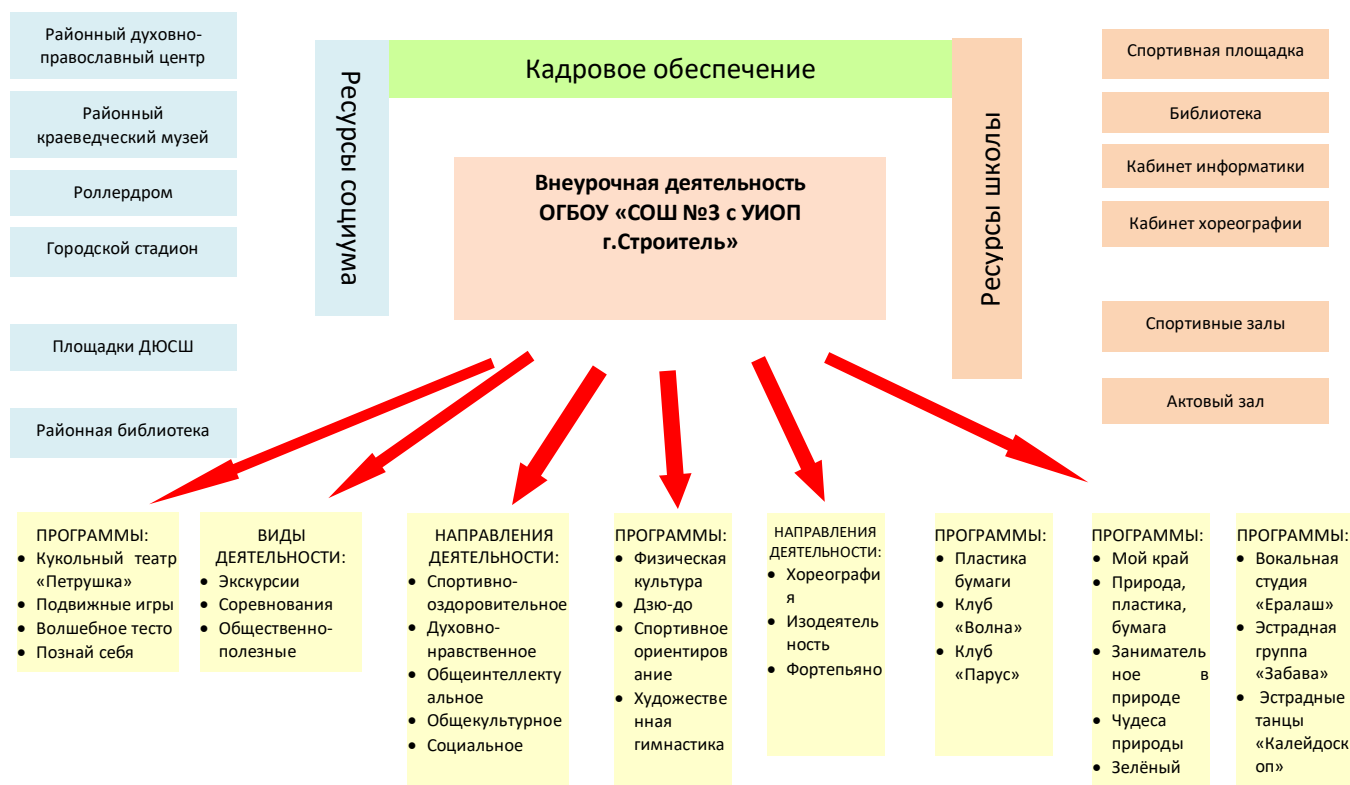 Районный духовно-
православный центр
Районный
краеведческий музей
Роллердром
Городской стадион
Площадки ДЮСШ
Районная библиотека
Ресурсы социума
Кадровое обеспечение
Внеурочная деятельность
ОГБОУ «СОШ №3 с УИОП
г.Строитель»
Ресурсы школы
Спортивная площадка
Библиотека
Кабинет информатики
Кабинет хореографии
Спортивные залы
Актовый зал
ПРОГРАММЫ:
• Кукольный театр
«Петрушка»
• Подвижные игры
• Волшебное тесто
• Познай себя
ВИДЫ
ДЕЯТЕЛЬНОСТИ:
• Экскурсии
• Соревнования
• Общественно-
полезные
НАПРАВЛЕНИЯ
ДЕЯТЕЛЬНОСТИ:
• Спортивно-
оздоровительное
• Духовно-
нравственное
• Общеинтеллекту
альное
• Общекультурное
• Социальное
ПРОГРАММЫ:
• Физическая
культура
• Дзю-до
• Спортивное
ориентиров
ание
• Художестве
нная
гимнастика
НАПРАВЛЕНИЯ
ДЕЯТЕЛЬНОСТИ:
• Хореографи
я
• Изодеятель
ность
• Фортепьяно
ПРОГРАММЫ:
• Пластика
бумаги
• Клуб
«Волна»
• Клуб
«Парус»
ПРОГРАММЫ:
• Мой край
• Природа,
пластика,
бумага
• Заниматель
ное в
природе
• Чудеса
природы
• Зелёный
ПРОГРАММЫ:
• Вокальная
студия
«Ералаш»
• Эстрадная
группа
«Забава»
• Эстрадные
танцы
«Калейдоск
оп»